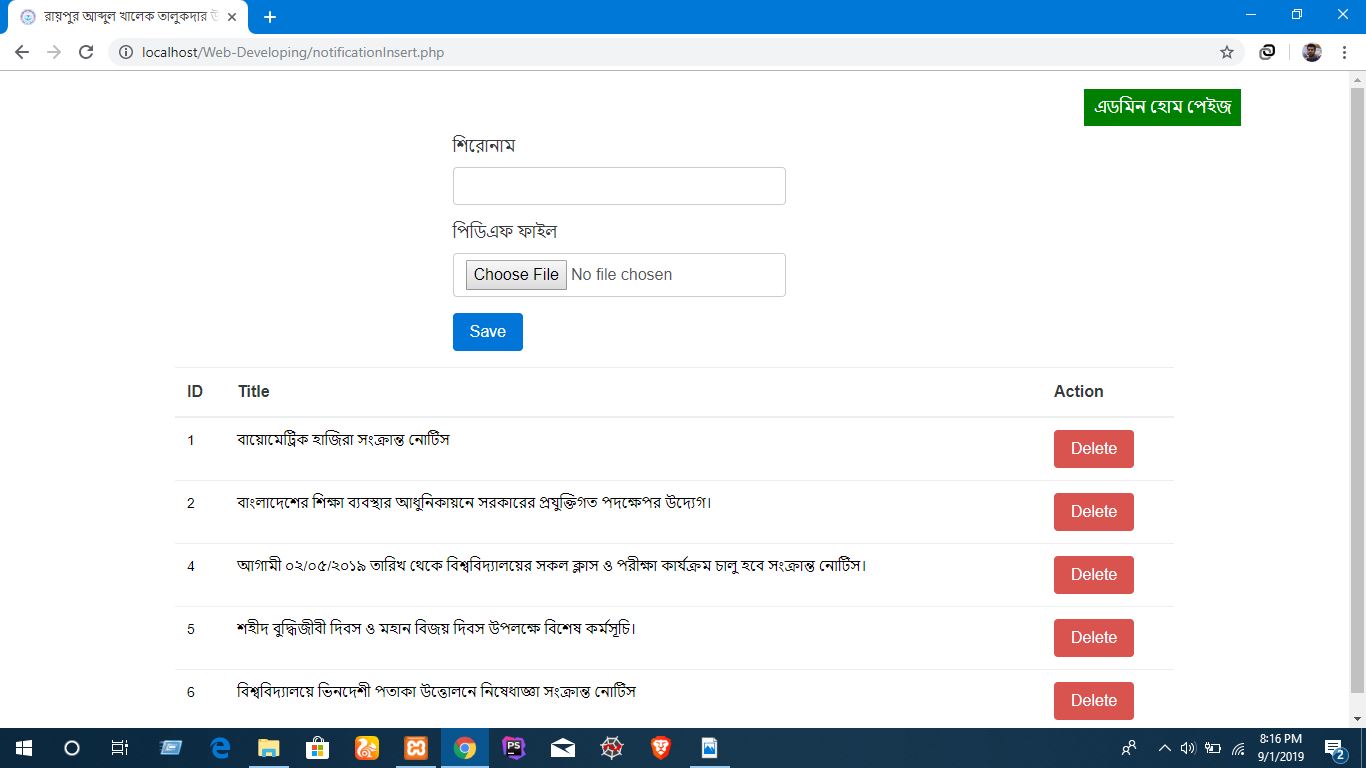 রায়পুর আব্দুল খালেক তালুকদার উ
localhost/Web-Developing/notificationInsert.php
এডমিন হোম পেইজ
শিরোনাম
পিডিএফ ফাইল
Choose File No file chosen
Save
ID Title Action
1 বায়োমেট্রিক হাজিরা সংক্রান্ত নোটিস Delete
2 বাংলাদেশের শিক্ষা ব্যবস্থার আধুনিকায়নে সরকারের প্রযুক্তিগত পদক্ষেপর উদ্যেগ। Delete
4 আগামী ০২/০৫/২০১৯ তারিখ থেকে বিশ্ববিদ্যালয়ের সকল ক্লাস ও পরীক্ষা কার্যক্রম চালু হবে সংক্রান্ত নোটিস। Delete
5 শহীদ বুদ্ধিজীবী দিবস ও মহান বিজয় দিবস উপলক্ষে বিশেষ কর্মসূচি। Delete
6 বিশ্ববিদ্যালয়ে ভিনদেশী পতাকা উত্তোলনে নিষেধাজ্ঞা সংক্রান্ত নোটিস Delete
PS
8:16 PM
9/1/2019
2